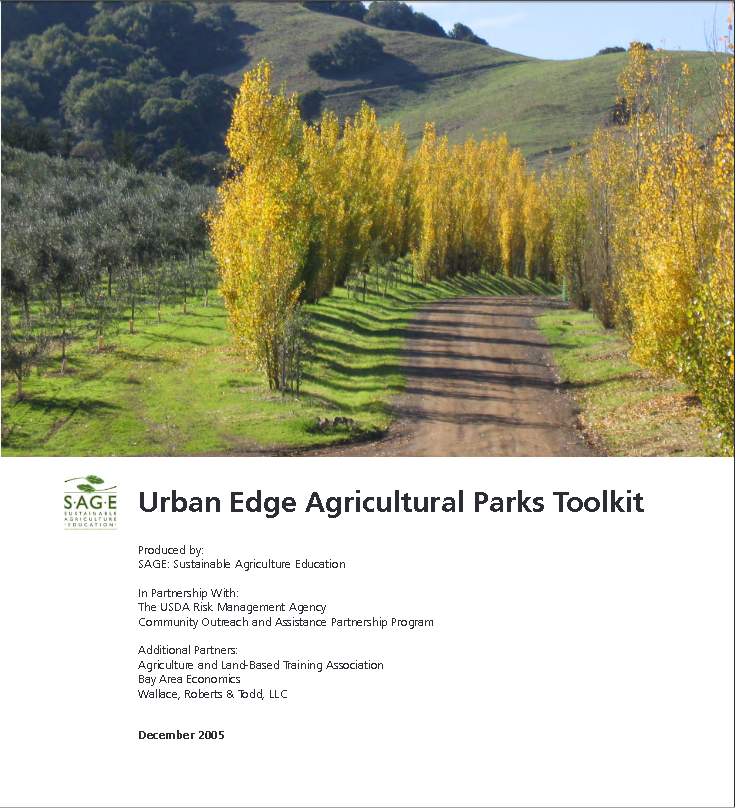 S·A·G·E
SUSTAINABLE
AGRICULTURE
EDUCATION
Urban Edge Agricultural Parks Toolkit
Produced by:
SAGE: Sustainable Agriculture Education
In Partnership With:
The USDA Risk Management Agency
Community Outreach and Assistance Partnership Program
Additional Partners:
Agriculture and Land-Based Training Association
Bay Area Economics
Wallace, Roberts & Todd, LLC
December 2005